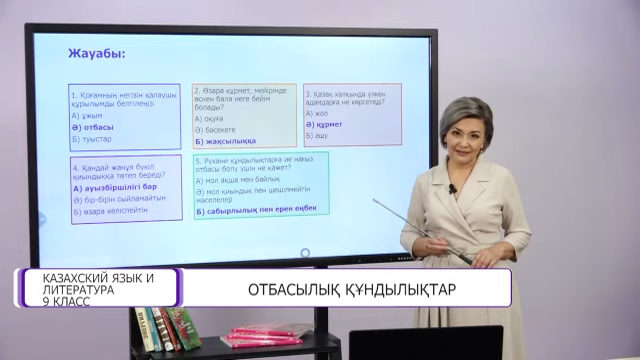 Жауабы:
1. Қоғамның негізін қалаушы
құрылымды белгілеңіз.
А) ұжым
Ә) отбасы
Б) туыстар
2. Өзара құрмет, мейірімде
өскен бала неге бейім
болады?
А) оқуға
Ә) бәсекеге
Б) жақсылыққа
3. Қазақ халқында үлкен
адамдарға не көрсетеді?
А) жол
Ә) құрмет
Б) ашу
4. Қандай жанұя бүкіл
қиындыққа төтеп береді?
А) ауызбіршілігі бар
Ә) бір-бірін сыйламайтын
Б) өзара келіспейтін
5. Рухани құндылықтарға ие нағыз
отбасы болу үшін не қажет?
А) мол ақша мен байлық
Ә) мол қиындық пен шешілмейтін
мәселелер
Б) сабырлылық пен ерен еңбек
КАЗАХСКИЙ ЯЗЫК И
ЛИТЕРАТУРА
9 КЛАСС
ОТБАСЫЛЫҚ ҚҰНДЫЛЫҚТАР